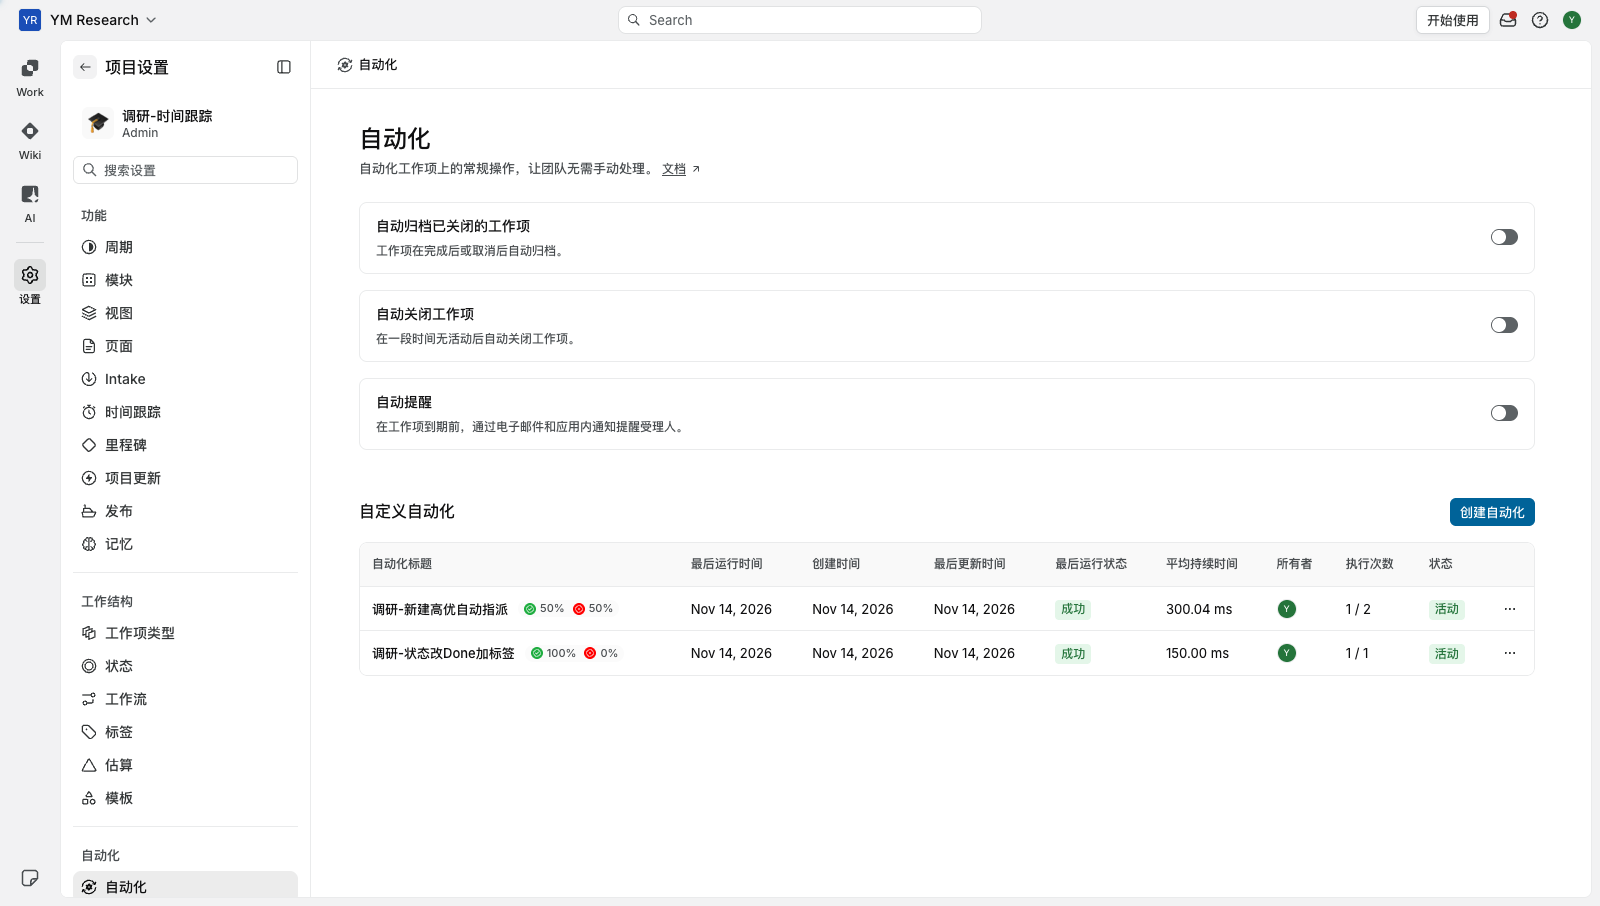 YR YM Research
Search
开始使用
Y
Work
Wiki
AI
设置
项目设置
调研-时间跟踪
Admin
搜索设置
功能
周期
模块
视图
页面
Intake
时间跟踪
里程碑
项目更新
发布
记忆
工作结构
工作项类型
状态
工作流
标签
估算
模板
自动化
自动化
自动化
自动化
自动化工作项上的常规操作，让团队无需手动处理。 文档
自动归档已关闭的工作项
工作项在完成后或取消后自动归档。
自动关闭工作项
在一段时间无活动后自动关闭工作项。
自动提醒
在工作项到期前，通过电子邮件和应用内通知提醒受理人。
自定义自动化
创建自动化
自动化标题 最后运行时间 创建时间 最后更新时间 最后运行状态 平均持续时间 所有者 执行次数 状态
调研-新建高优自动指派 50% 50% Nov 14, 2026 Nov 14, 2026 Nov 14, 2026 成功 300.04 ms Y 1 / 2 活动 ···
调研-状态改Done加标签 100% 0% Nov 14, 2026 Nov 14, 2026 Nov 14, 2026 成功 150.00 ms Y 1 / 1 活动 ···